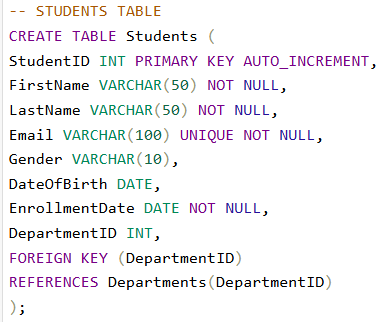 -- STUDENTS TABLE
CREATE TABLE Students (
StudentID INT PRIMARY KEY AUTO_INCREMENT,
FirstName VARCHAR(50) NOT NULL,
LastName VARCHAR(50) NOT NULL,
Email VARCHAR(100) UNIQUE NOT NULL,
Gender VARCHAR(10),
DateOfBirth DATE,
EnrollmentDate DATE NOT NULL,
DepartmentID INT,
FOREIGN KEY (DepartmentID)
REFERENCES Departments(DepartmentID)
);